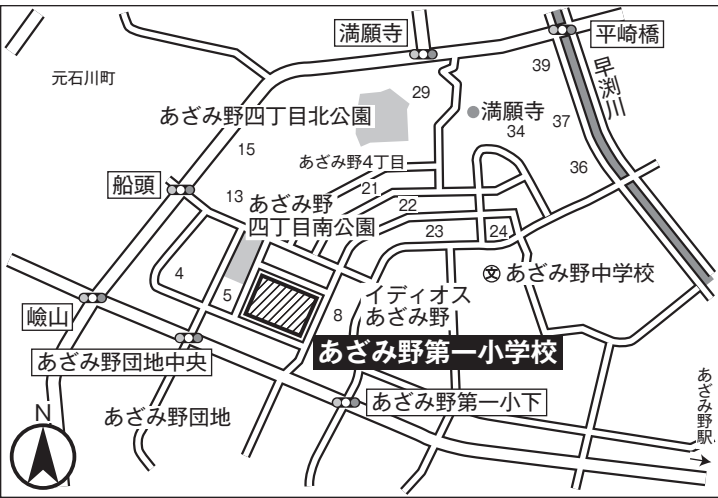 満願寺
平崎橋
元石川町
39
早渕川
29
あざみ野四丁目北公園
満願寺
37
34
15
あざみ野4丁目
36
船頭
13
21
あざみ野
四丁目南公園
22
23
24
4
あざみ野中学校
文
5
イディオス
あざみ野
8
嶮山
あざみ野第一小学校
あざみ野団地中央
あざみ野駅
あざみ野団地
あざみ野第一小下
N